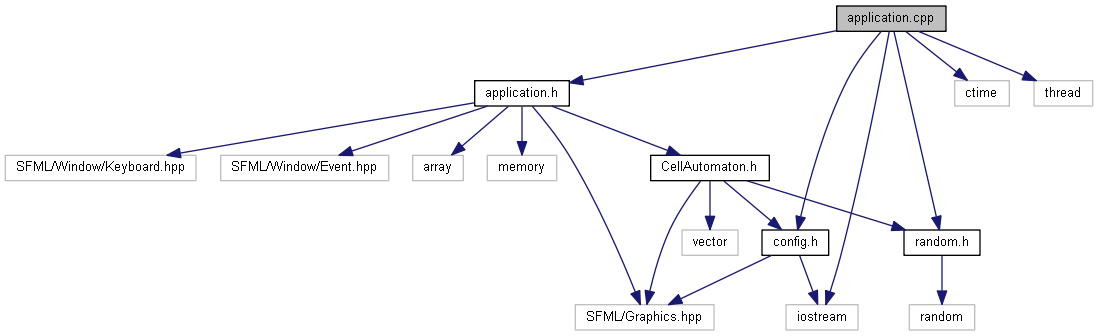 application.cpp
application.h
ctime
thread
SFML/Window/Keyboard.hpp
SFML/Window/Event.hpp
array
memory
CellAutomaton.h
vector
config.h
random.h
SFML/Graphics.hpp
iostream
random